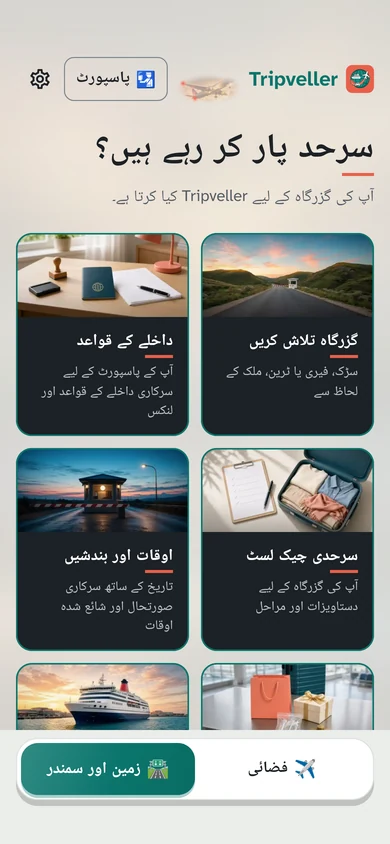 Tripveller
پاسپورٹ
سرحد پار کر رہے ہیں؟
آپ کی گزرگاہ کے لیے Tripveller کیا کرتا ہے۔
گزرگاہ تلاش کریں
سڑک، فیری یا ٹرین، ملک کے
لحاظ سے
داخلے کے قواعد
آپ کے پاسپورٹ کے لیے
سرکاری داخلے کے قواعد اور
لنکس
سرحدی چیک لسٹ
آپ کی گزرگاہ کے لیے
دستاویزات اور مراحل
اوقات اور بندشیں
تاریخ کے ساتھ سرکاری
صورتحال اور شائع شدہ
اوقات
فضائی
زمین اور سمندر